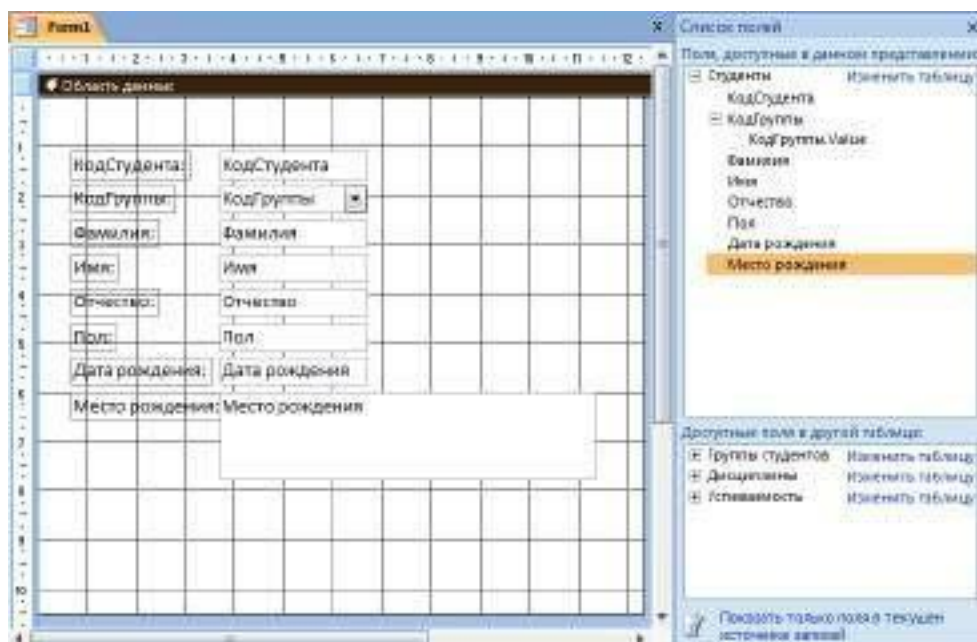 Form1
Список полей
Поля, доступные в данном представлении
Область данных
Студенты Изменить таблицу
КодСтудента
КодГруппы
КодГруппы.Value
Фамилия
Имя
Отчество
Пол
Дата рождения
Место рождения
КодСтудента: КодСтудента
КодГруппы: КодГруппы
Фамилия: Фамилия
Имя: Имя
Отчество: Отчество
Пол: Пол
Дата рождения: Дата рождения
Место рождения: Место рождения
Доступные поля в другой таблице:
Группы студентов Изменить таблицу
Дисциплины Изменить таблицу
Успеваемость Изменить таблицу
Показать только поля в текущем
источнике записей